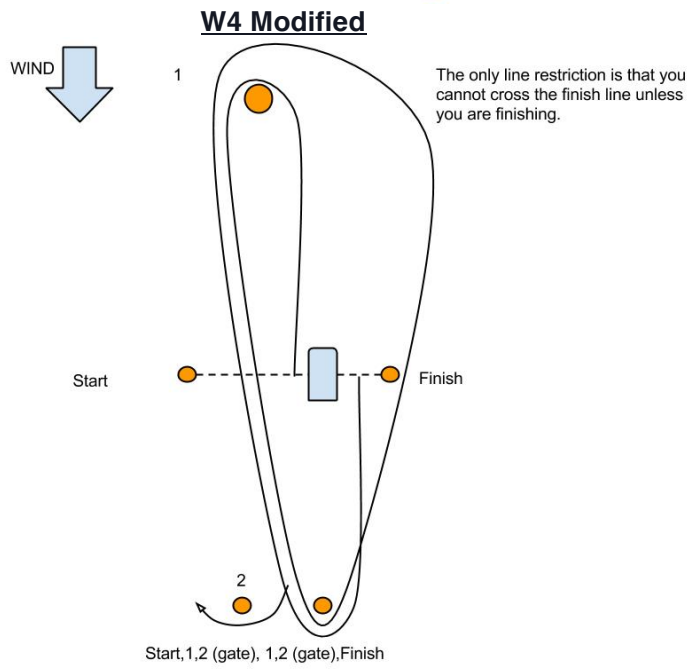 W4 Modified
WIND
1
The only line restriction is that you
cannot cross the finish line unless
you are finishing.
Start
Finish
2
Start,1,2 (gate), 1,2 (gate),Finish